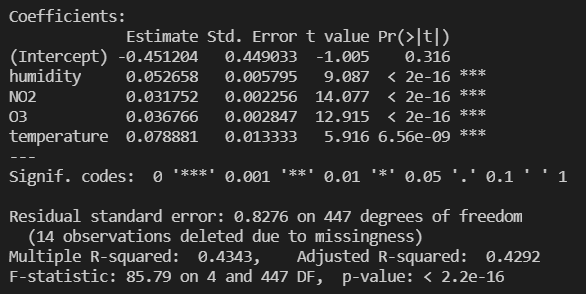 Coefficients:
             Estimate Std. Error t value Pr(>|t|)
(Intercept) -0.451204   0.449033  -1.005    0.316
humidity     0.052658   0.005795   9.087  < 2e-16 ***
NO2          0.031752   0.002256  14.077  < 2e-16 ***
O3           0.036766   0.002847  12.915  < 2e-16 ***
temperature  0.078881   0.013333   5.916 6.56e-09 ***
---
Signif. codes:  0 '***' 0.001 '**' 0.01 '*' 0.05 '.' 0.1 ' ' 1
Residual standard error: 0.8276 on 447 degrees of freedom
  (14 observations deleted due to missingness)
Multiple R-squared:  0.4343,    Adjusted R-squared:  0.4292
F-statistic: 85.79 on 4 and 447 DF,  p-value: < 2.2e-16